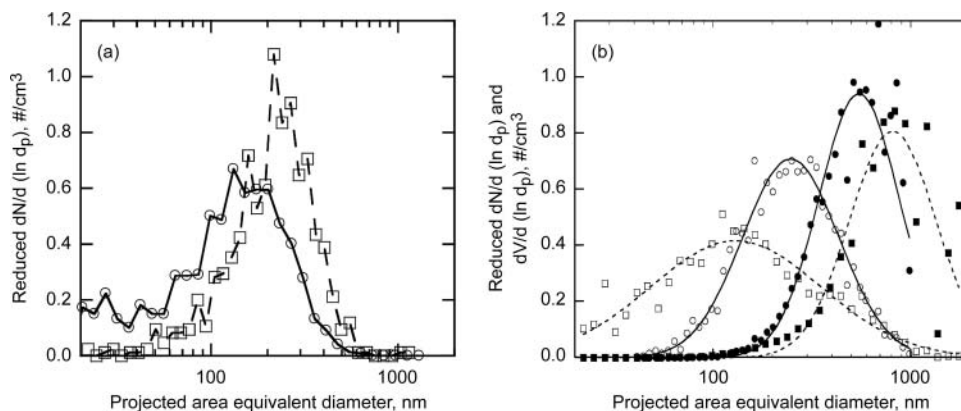 (a)
Reduced dN/d (ln dp), #/cm3
1.2
1.0
0.8
0.6
0.4
0.2
0.0
100
1000
Projected area equivalent diameter, nm
(b)
Reduced dN/d (ln dp) and
dV/d (ln dp), #/cm3
1.2
1.0
0.8
0.6
0.4
0.2
0.0
100
1000
Projected area equivalent diameter, nm